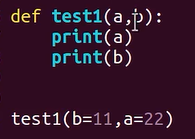 def test1(a,b):
    print(a)
    print(b)
test1(b=11,a=22)